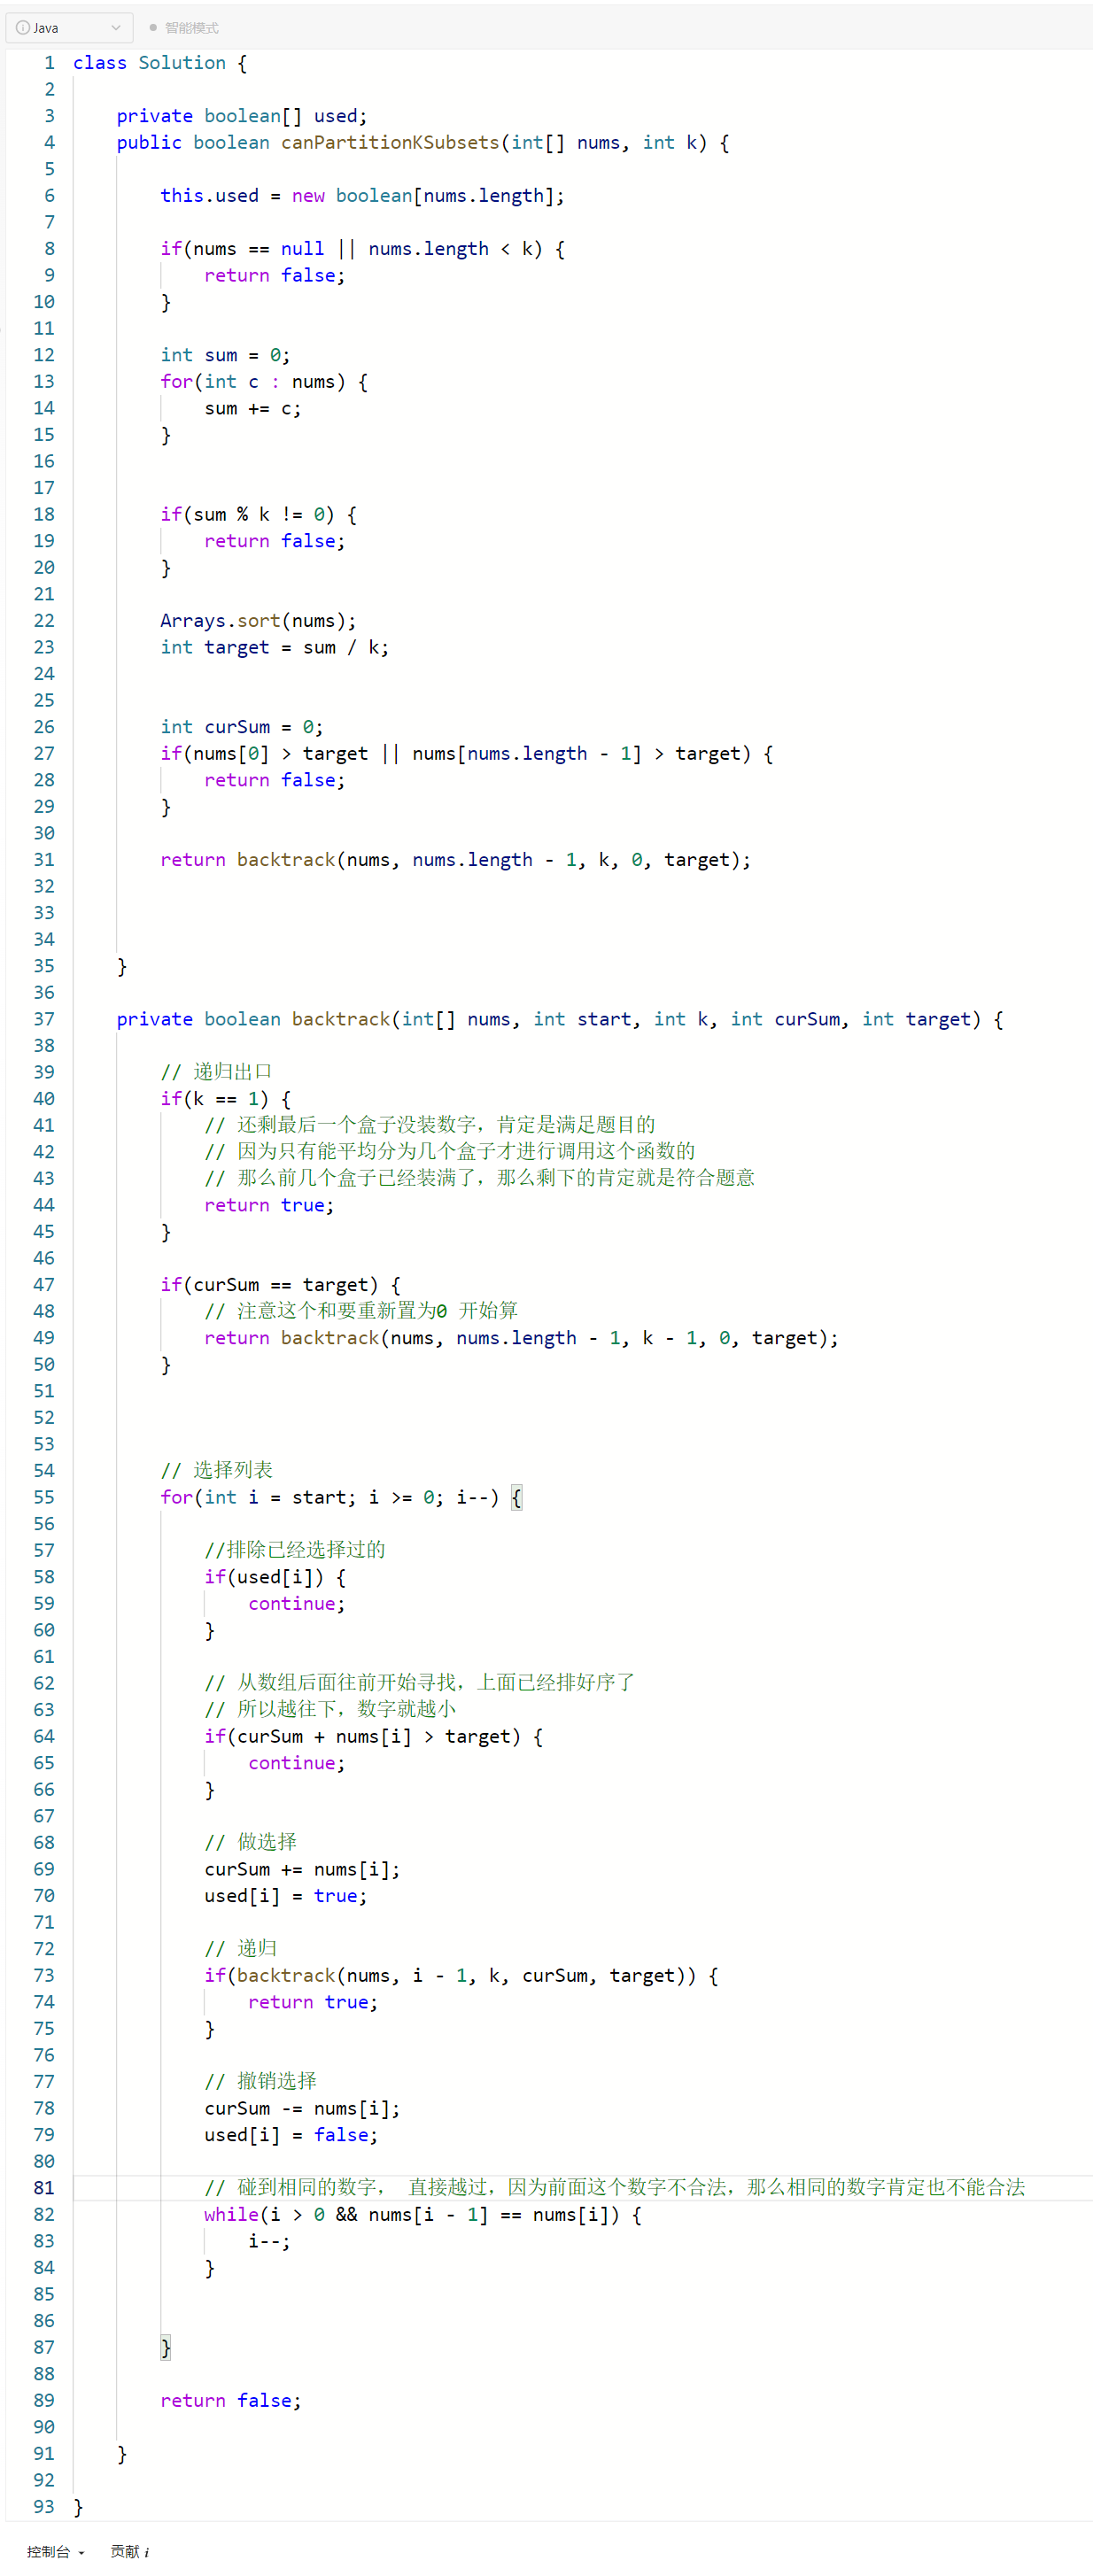 Java
智能模式
1 class Solution {
2
3     private boolean[] used;
4     public boolean canPartitionKSubsets(int[] nums, int k) {
5
6         this.used = new boolean[nums.length];
7
8         if(nums == null || nums.length < k) {
9             return false;
10         }
11
12         int sum = 0;
13         for(int c : nums) {
14             sum += c;
15         }
16
17
18         if(sum % k != 0) {
19             return false;
20         }
21
22         Arrays.sort(nums);
23         int target = sum / k;
24
25
26         int curSum = 0;
27         if(nums[0] > target || nums[nums.length - 1] > target) {
28             return false;
29         }
30
31         return backtrack(nums, nums.length - 1, k, 0, target);
32
33
34
35     }
36
37     private boolean backtrack(int[] nums, int start, int k, int curSum, int target) {
38
39         // 递归出口
40         if(k == 1) {
41             // 还剩最后一个盒子没装数字，肯定是满足题目的
42             // 因为只有能平均分为几个盒子才进行调用这个函数的
43             // 那么前几个盒子已经装满了，那么剩下的肯定就是符合题意
44             return true;
45         }
46
47         if(curSum == target) {
48             // 注意这个和要重新置为0 开始算
49             return backtrack(nums, nums.length - 1, k - 1, 0, target);
50         }
51
52
53
54         // 选择列表
55         for(int i = start; i >= 0; i--) {
56
57             //排除已经选择过的
58             if(used[i]) {
59                 continue;
60             }
61
62             // 从数组后面往前开始寻找，上面已经排好序了
63             // 所以越往下，数字就越小
64             if(curSum + nums[i] > target) {
65                 continue;
66             }
67
68             // 做选择
69             curSum += nums[i];
70             used[i] = true;
71
72             // 递归
73             if(backtrack(nums, i - 1, k, curSum, target)) {
74                 return true;
75             }
76
77             // 撤销选择
78             curSum -= nums[i];
79             used[i] = false;
80
81             // 碰到相同的数字， 直接越过，因为前面这个数字不合法，那么相同的数字肯定也不能合法
82             while(i > 0 && nums[i - 1] == nums[i]) {
83                 i--;
84             }
85
86
87         }
88
89         return false;
90
91     }
92
93 }
控制台
贡献 i